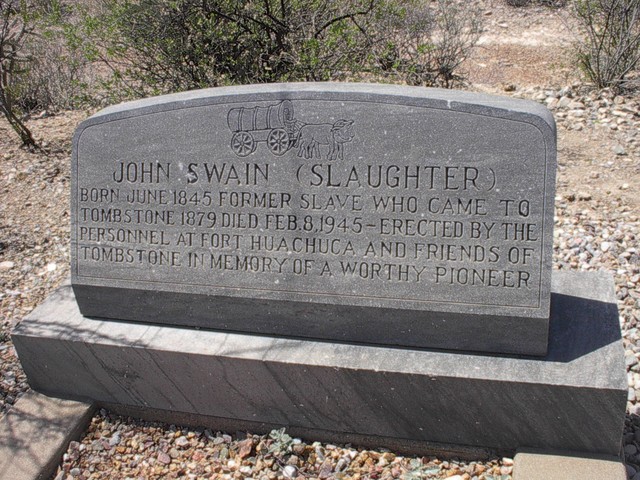 JOHN SWAIN (SLAUGHTER)
BORN JUNE 1845 FORMER SLAVE WHO CAME TO
TOMBSTONE 1879 DIED FEB.8,1945-ERECTED BY THE
PERSONNEL AT FORT HUACHUCA AND FRIENDS OF
TOMBSTONE IN MEMORY OF A WORTHY PIONEER